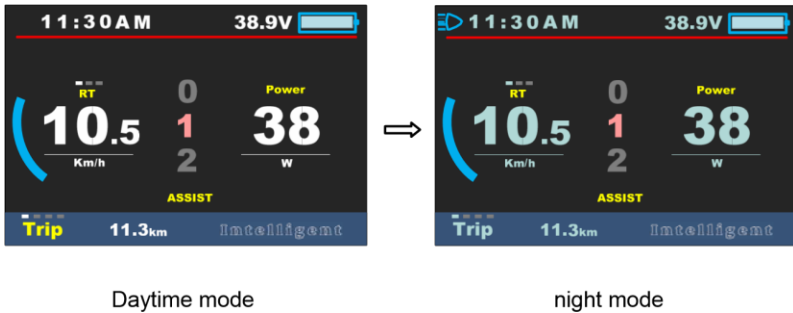 11:30AM 38.9V
RT
10.5
Km/h
0
1
2
Power
38
W
ASSIST
Trip 11.3km Intelligent
11:30AM 38.9V
RT
10.5
Km/h
0
1
2
Power
38
W
ASSIST
Trip 11.3km Intelligent
Daytime mode
night mode